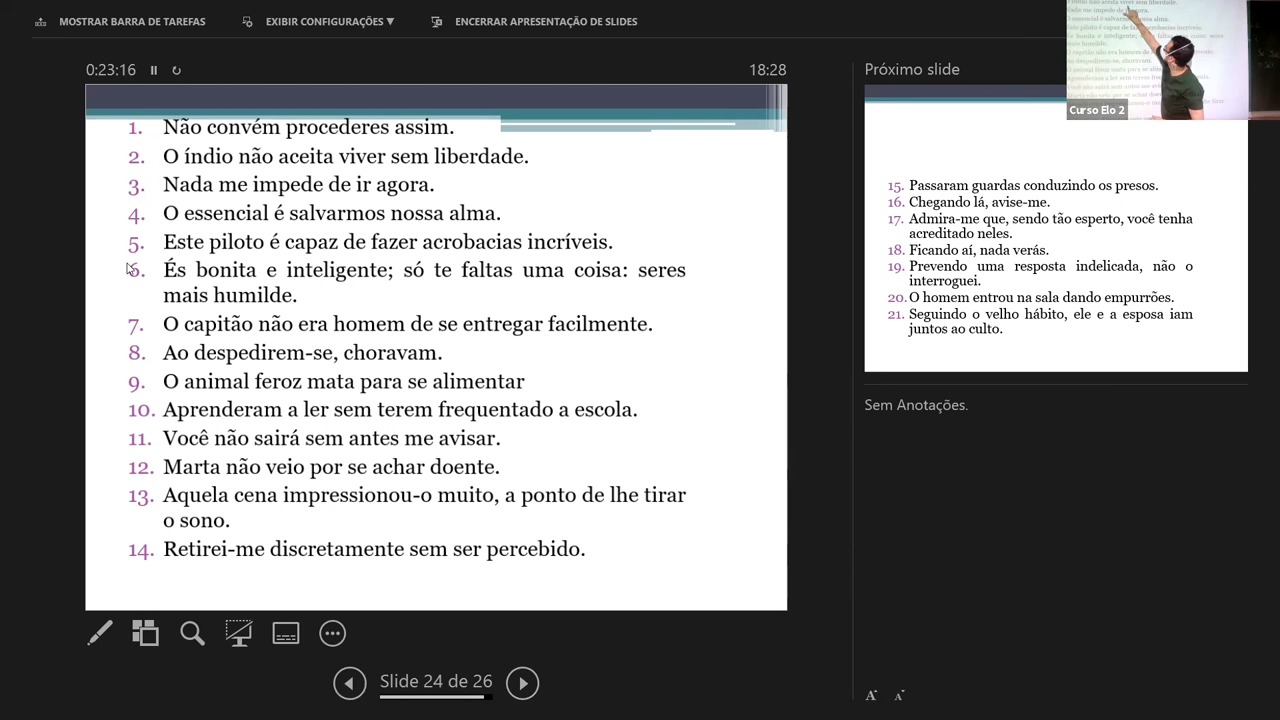 MOSTRAR BARRA DE TAREFAS
EXIBIR CONFIGURAÇÕES ▼
ENCERRAR APRESENTAÇÃO DE SLIDES
0:23:16
18:28
1. Não convém procederes assim.
2. O índio não aceita viver sem liberdade.
3. Nada me impede de ir agora.
4. O essencial é salvarmos nossa alma.
5. Este piloto é capaz de fazer acrobacias incríveis.
6. És bonita e inteligente; só te faltas uma coisa: seres
mais humilde.
7. O capitão não era homem de se entregar facilmente.
8. Ao despedirem-se, choravam.
9. O animal feroz mata para se alimentar
10. Aprenderam a ler sem terem frequentado a escola.
11. Você não sairá sem antes me avisar.
12. Marta não veio por se achar doente.
13. Aquela cena impressionou-o muito, a ponto de lhe tirar
o sono.
14. Retirei-me discretamente sem ser percebido.
Slide 24 de 26
Próximo slide
Curso Elo 2
15. Passaram guardas conduzindo os presos.
16. Chegando lá, avise-me.
17. Admira-me que, sendo tão esperto, você tenha
acreditado neles.
18. Ficando aí, nada verás.
19. Prevendo uma resposta indelicada, não o
interroguei.
20. O homem entrou na sala dando empurrões.
21. Seguindo o velho hábito, ele e a esposa iam
juntos ao culto.
Sem Anotações.
A A